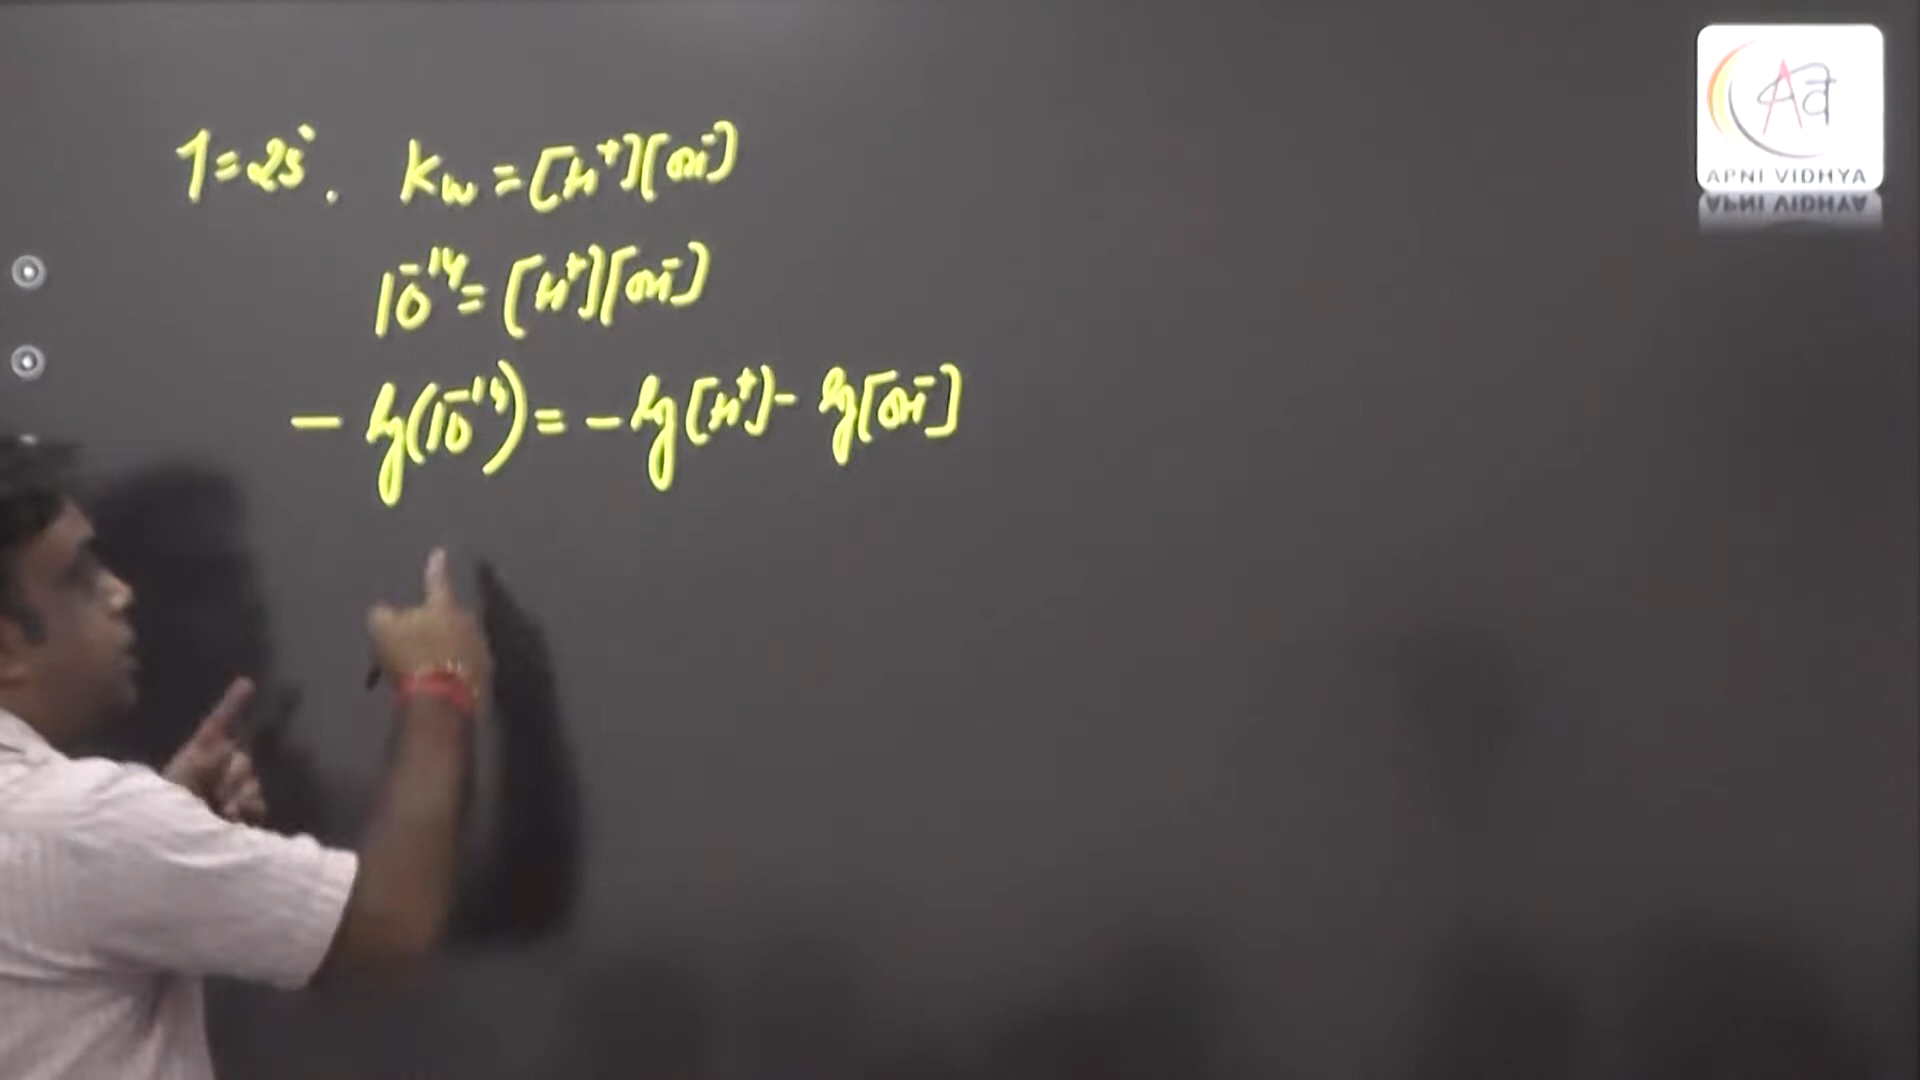 T = 25° . Kw = [H⁺][OH⁻]
10⁻¹⁴ = [H⁺][OH⁻]
- log(10⁻¹⁴) = - log[H⁺] - log[OH⁻]
APNI VIDHYA